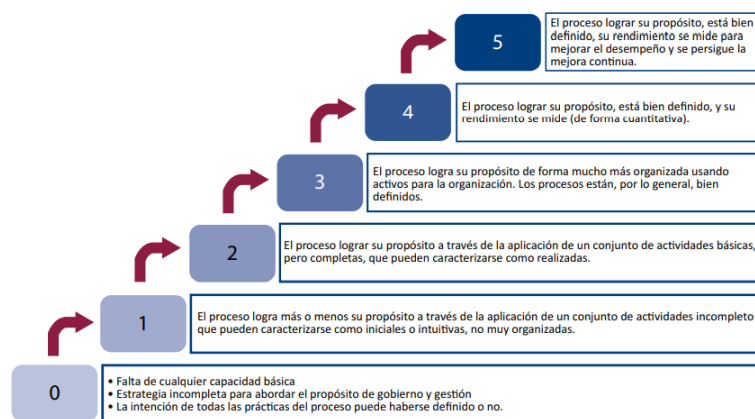 5
El proceso lograr su propósito, está bien
definido, su rendimiento se mide para
mejorar el desempeño y se persigue la
mejora continua.
4
El proceso lograr su propósito, está bien definido, y su
rendimiento se mide (de forma cuantitativa).
3
El proceso logra su propósito de forma mucho más organizada usando
activos para la organización. Los procesos están, por lo general, bien
definidos.
2
El proceso lograr su propósito a través de la aplicación de un conjunto de actividades básicas,
pero completas, que pueden caracterizarse como realizadas.
1
El proceso logra más o menos su propósito a través de la aplicación de un conjunto de actividades incompleto
que pueden caracterizarse como iniciales o intuitivas, no muy organizadas.
0
• Falta de cualquier capacidad básica
• Estrategia incompleta para abordar el propósito de gobierno y gestión
• La intención de todas las prácticas del proceso puede haberse definido o no.